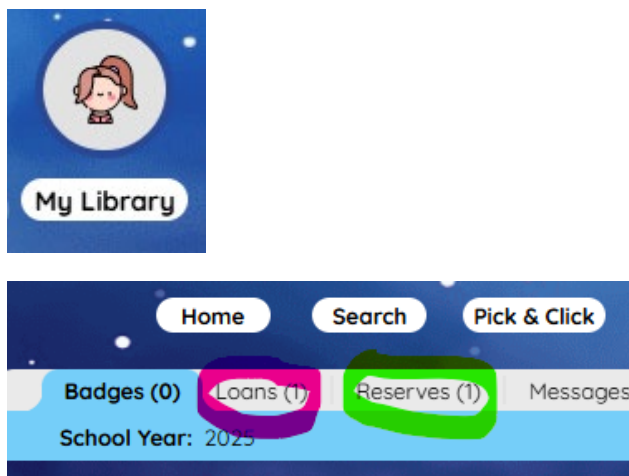 My Library
Home Search Pick & Click
Badges (0) Loans (1) Reserves (1) Messages
School Year: 2025